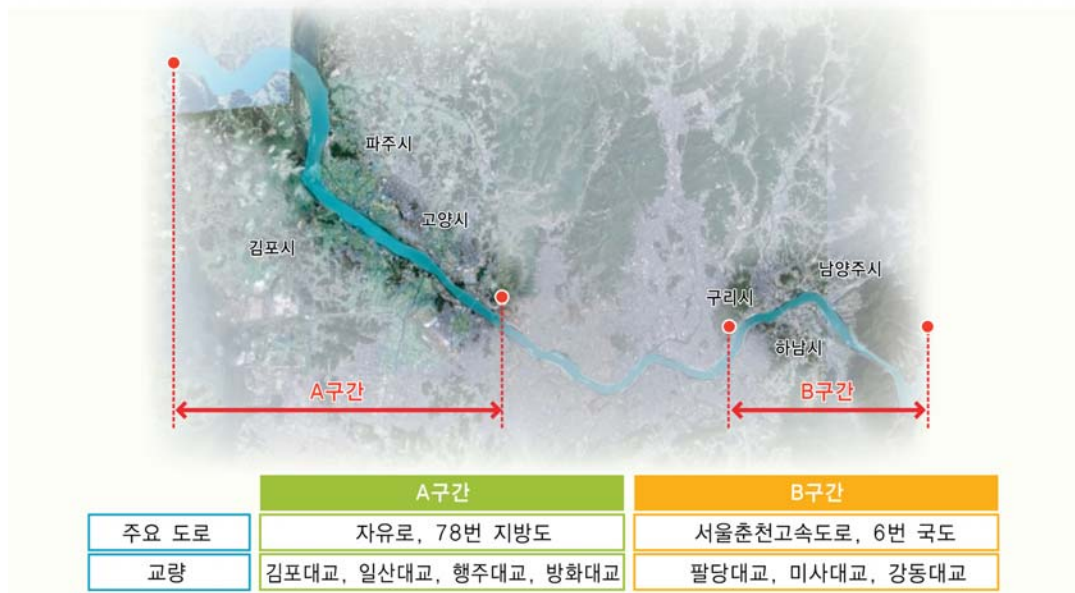 파주시
고양시
김포시
남양주시
구리시
하남시
A구간
B구간
A구간 B구간
주요 도로 자유로, 78번 지방도 서울춘천고속도로, 6번 국도
교량 김포대교, 일산대교, 행주대교, 방화대교 팔당대교, 미사대교, 강동대교